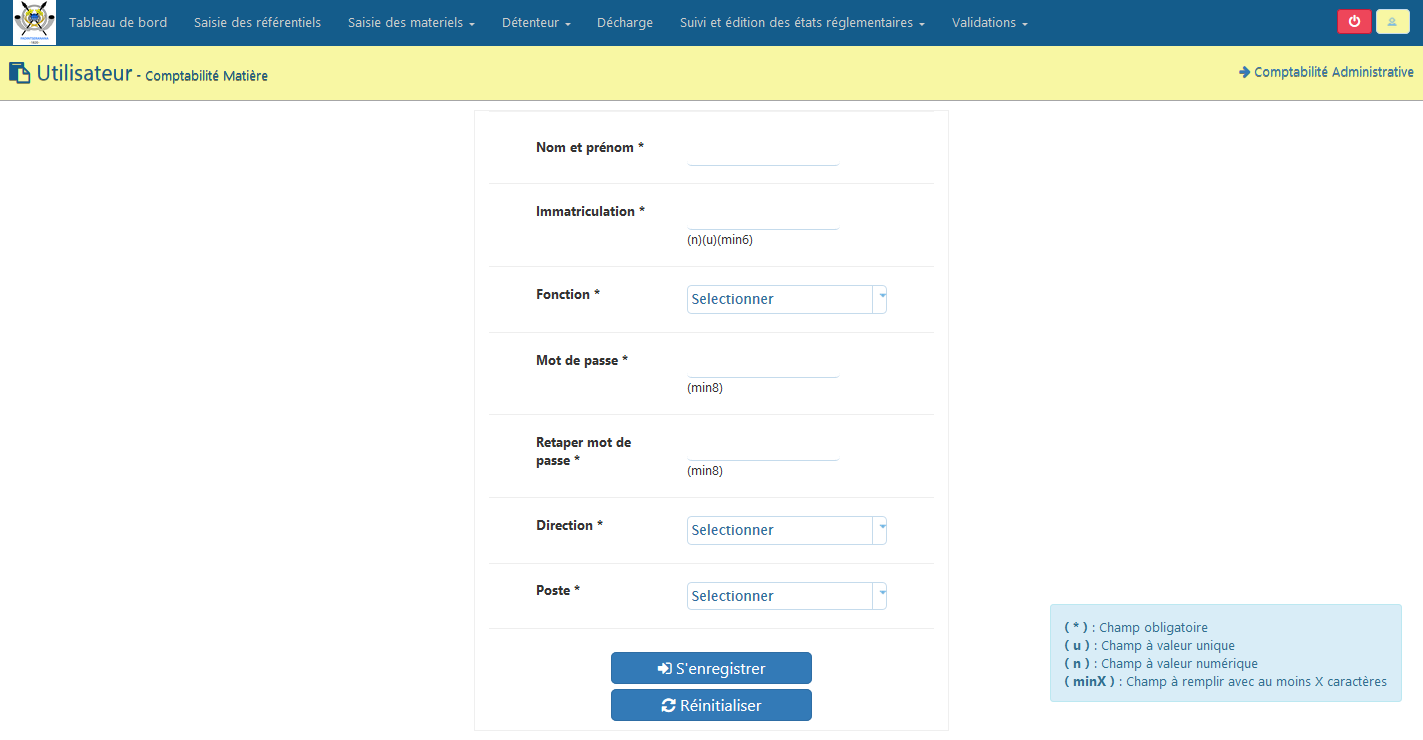 Tableau de bord Saisie des référentiels Saisie des materiels Détenteur Décharge Suivi et édition des états réglementaires Validations
Utilisateur - Comptabilité Matière
Comptabilité Administrative
Nom et prénom *
Immatriculation *
(n)(u)(min6)
Fonction * Selectionner
Mot de passe *
(min8)
Retaper mot de
passe *
(min8)
Direction * Selectionner
Poste * Selectionner
S'enregistrer
Réinitialiser
( * ) : Champ obligatoire
( u ) : Champ à valeur unique
( n ) : Champ à valeur numérique
( minX ) : Champ à remplir avec au moins X caractères